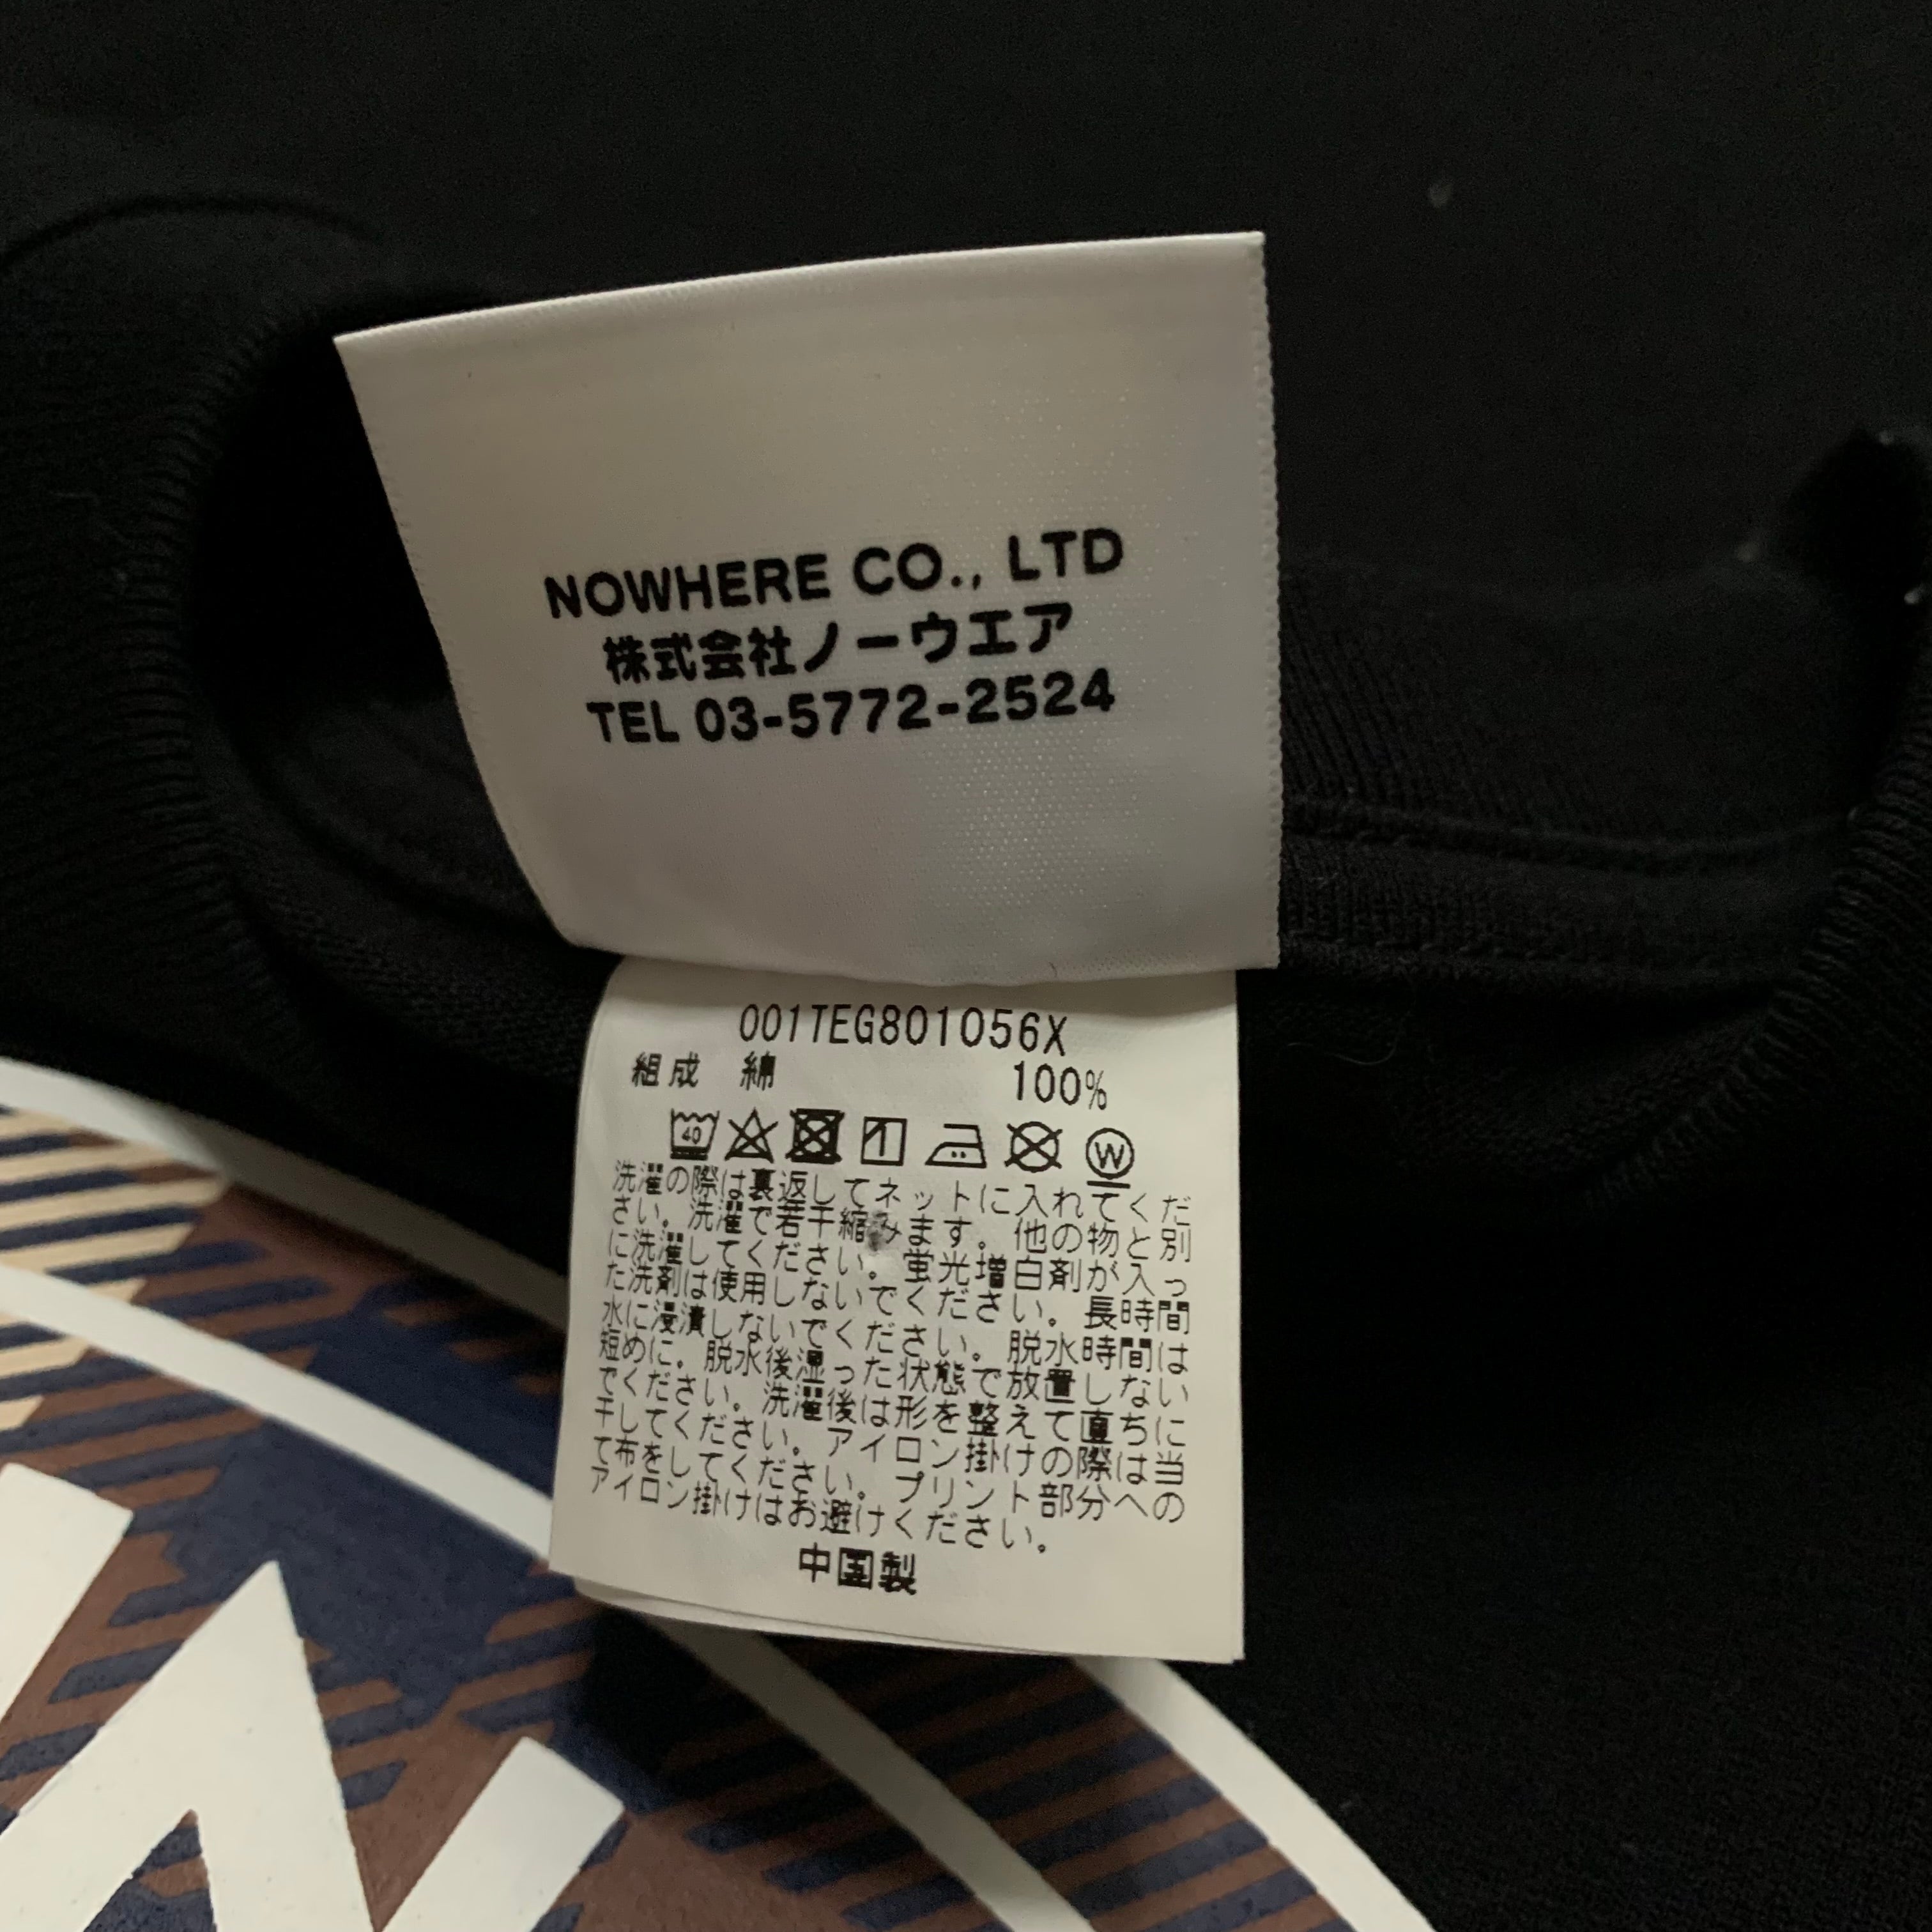 NOWHERE CO., LTD
株式会社ノーウエア
TEL 03-5772-2524
001TEG801056X
組成 綿 100%
40
W
洗濯の際は裏返してネットに入れてくだ
さい。洗濯で若干縮みます。他の物と別
に洗濯してください。蛍光増白剤が入っ
た洗剤は使用しないでください。長時間
水に浸漬しないでください。脱水時間は
短めに。脱水後湿った状態で放置しない
でください。洗濯後は形を整えて直ちに
干してください。アイロン掛けの際は当
て布をしてください。プリント部分への
アイロン掛けはお避けください。
中国製